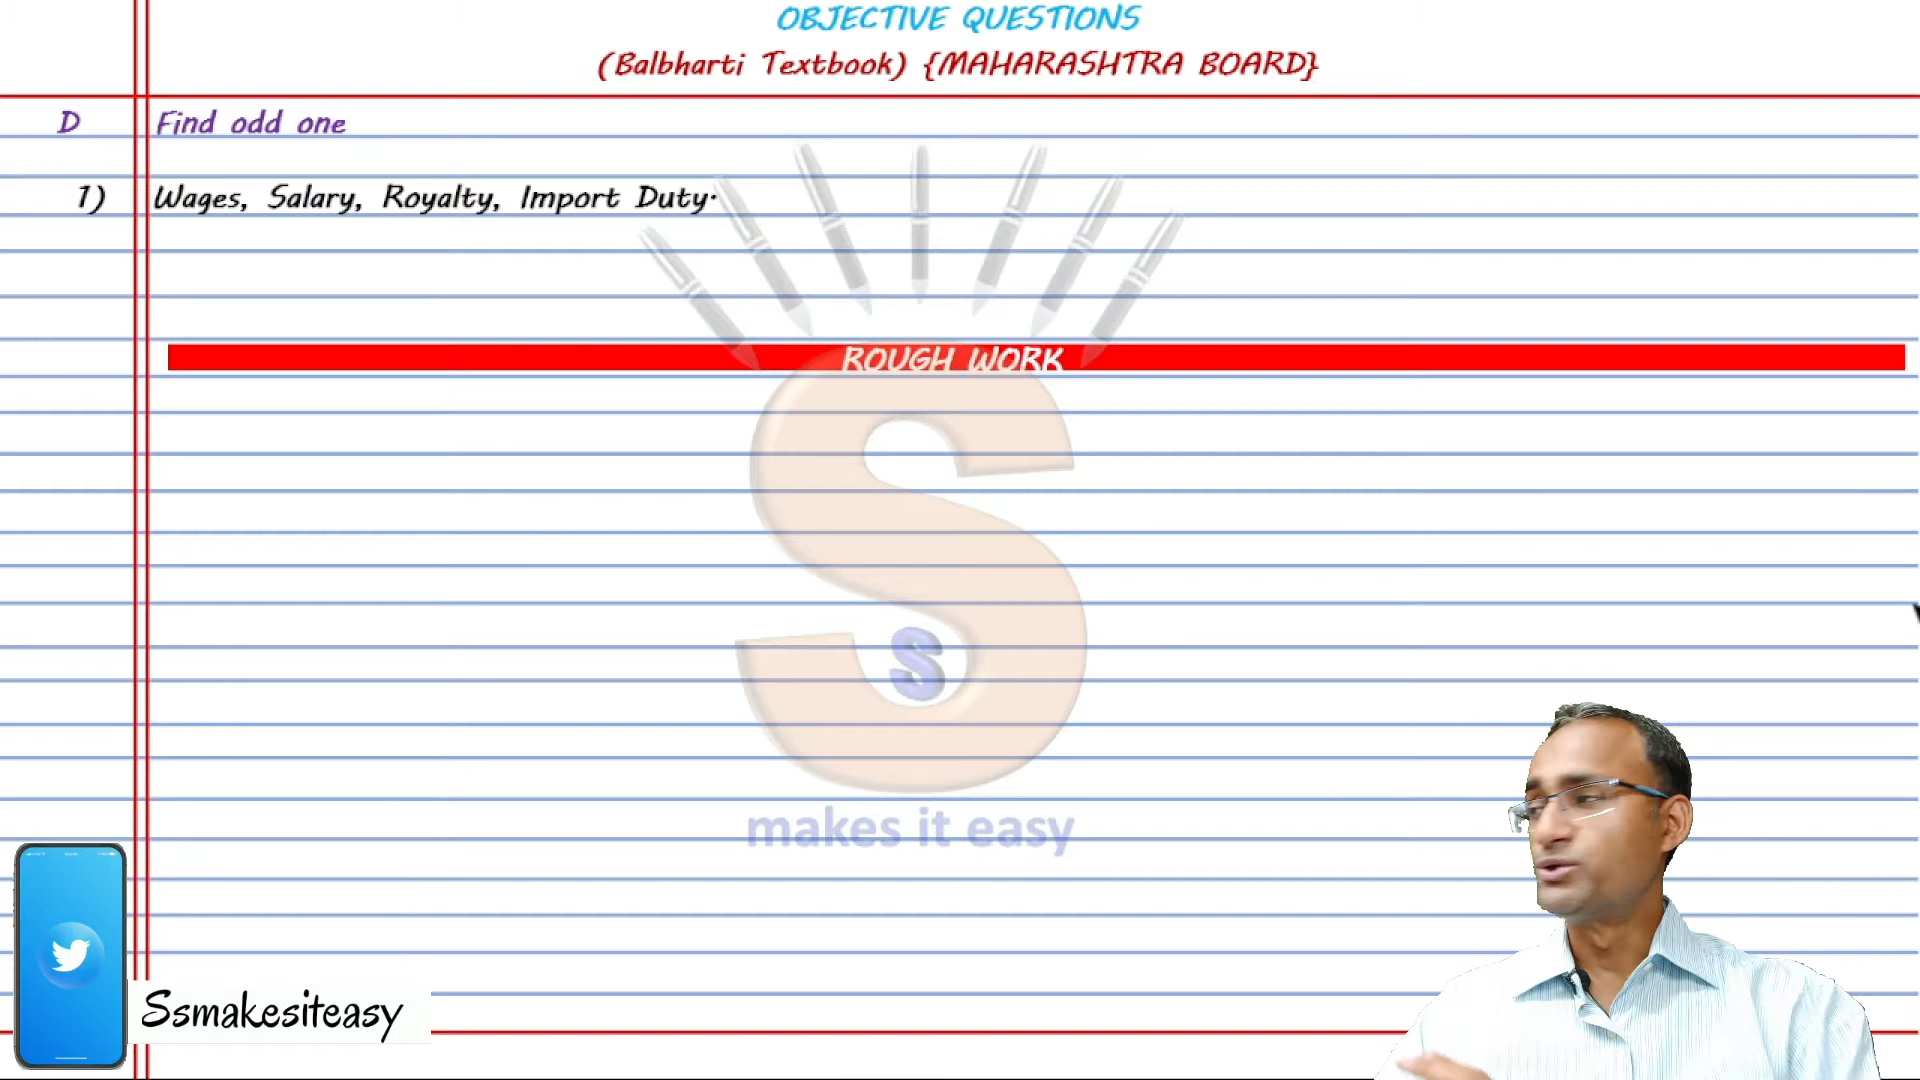 OBJECTIVE QUESTIONS
(Balbharti Textbook) {MAHARASHTRA BOARD}
D Find odd one
1) Wages, Salary, Royalty, Import Duty.
ROUGH WORK
S
makes it easy
Ssmakesiteasy